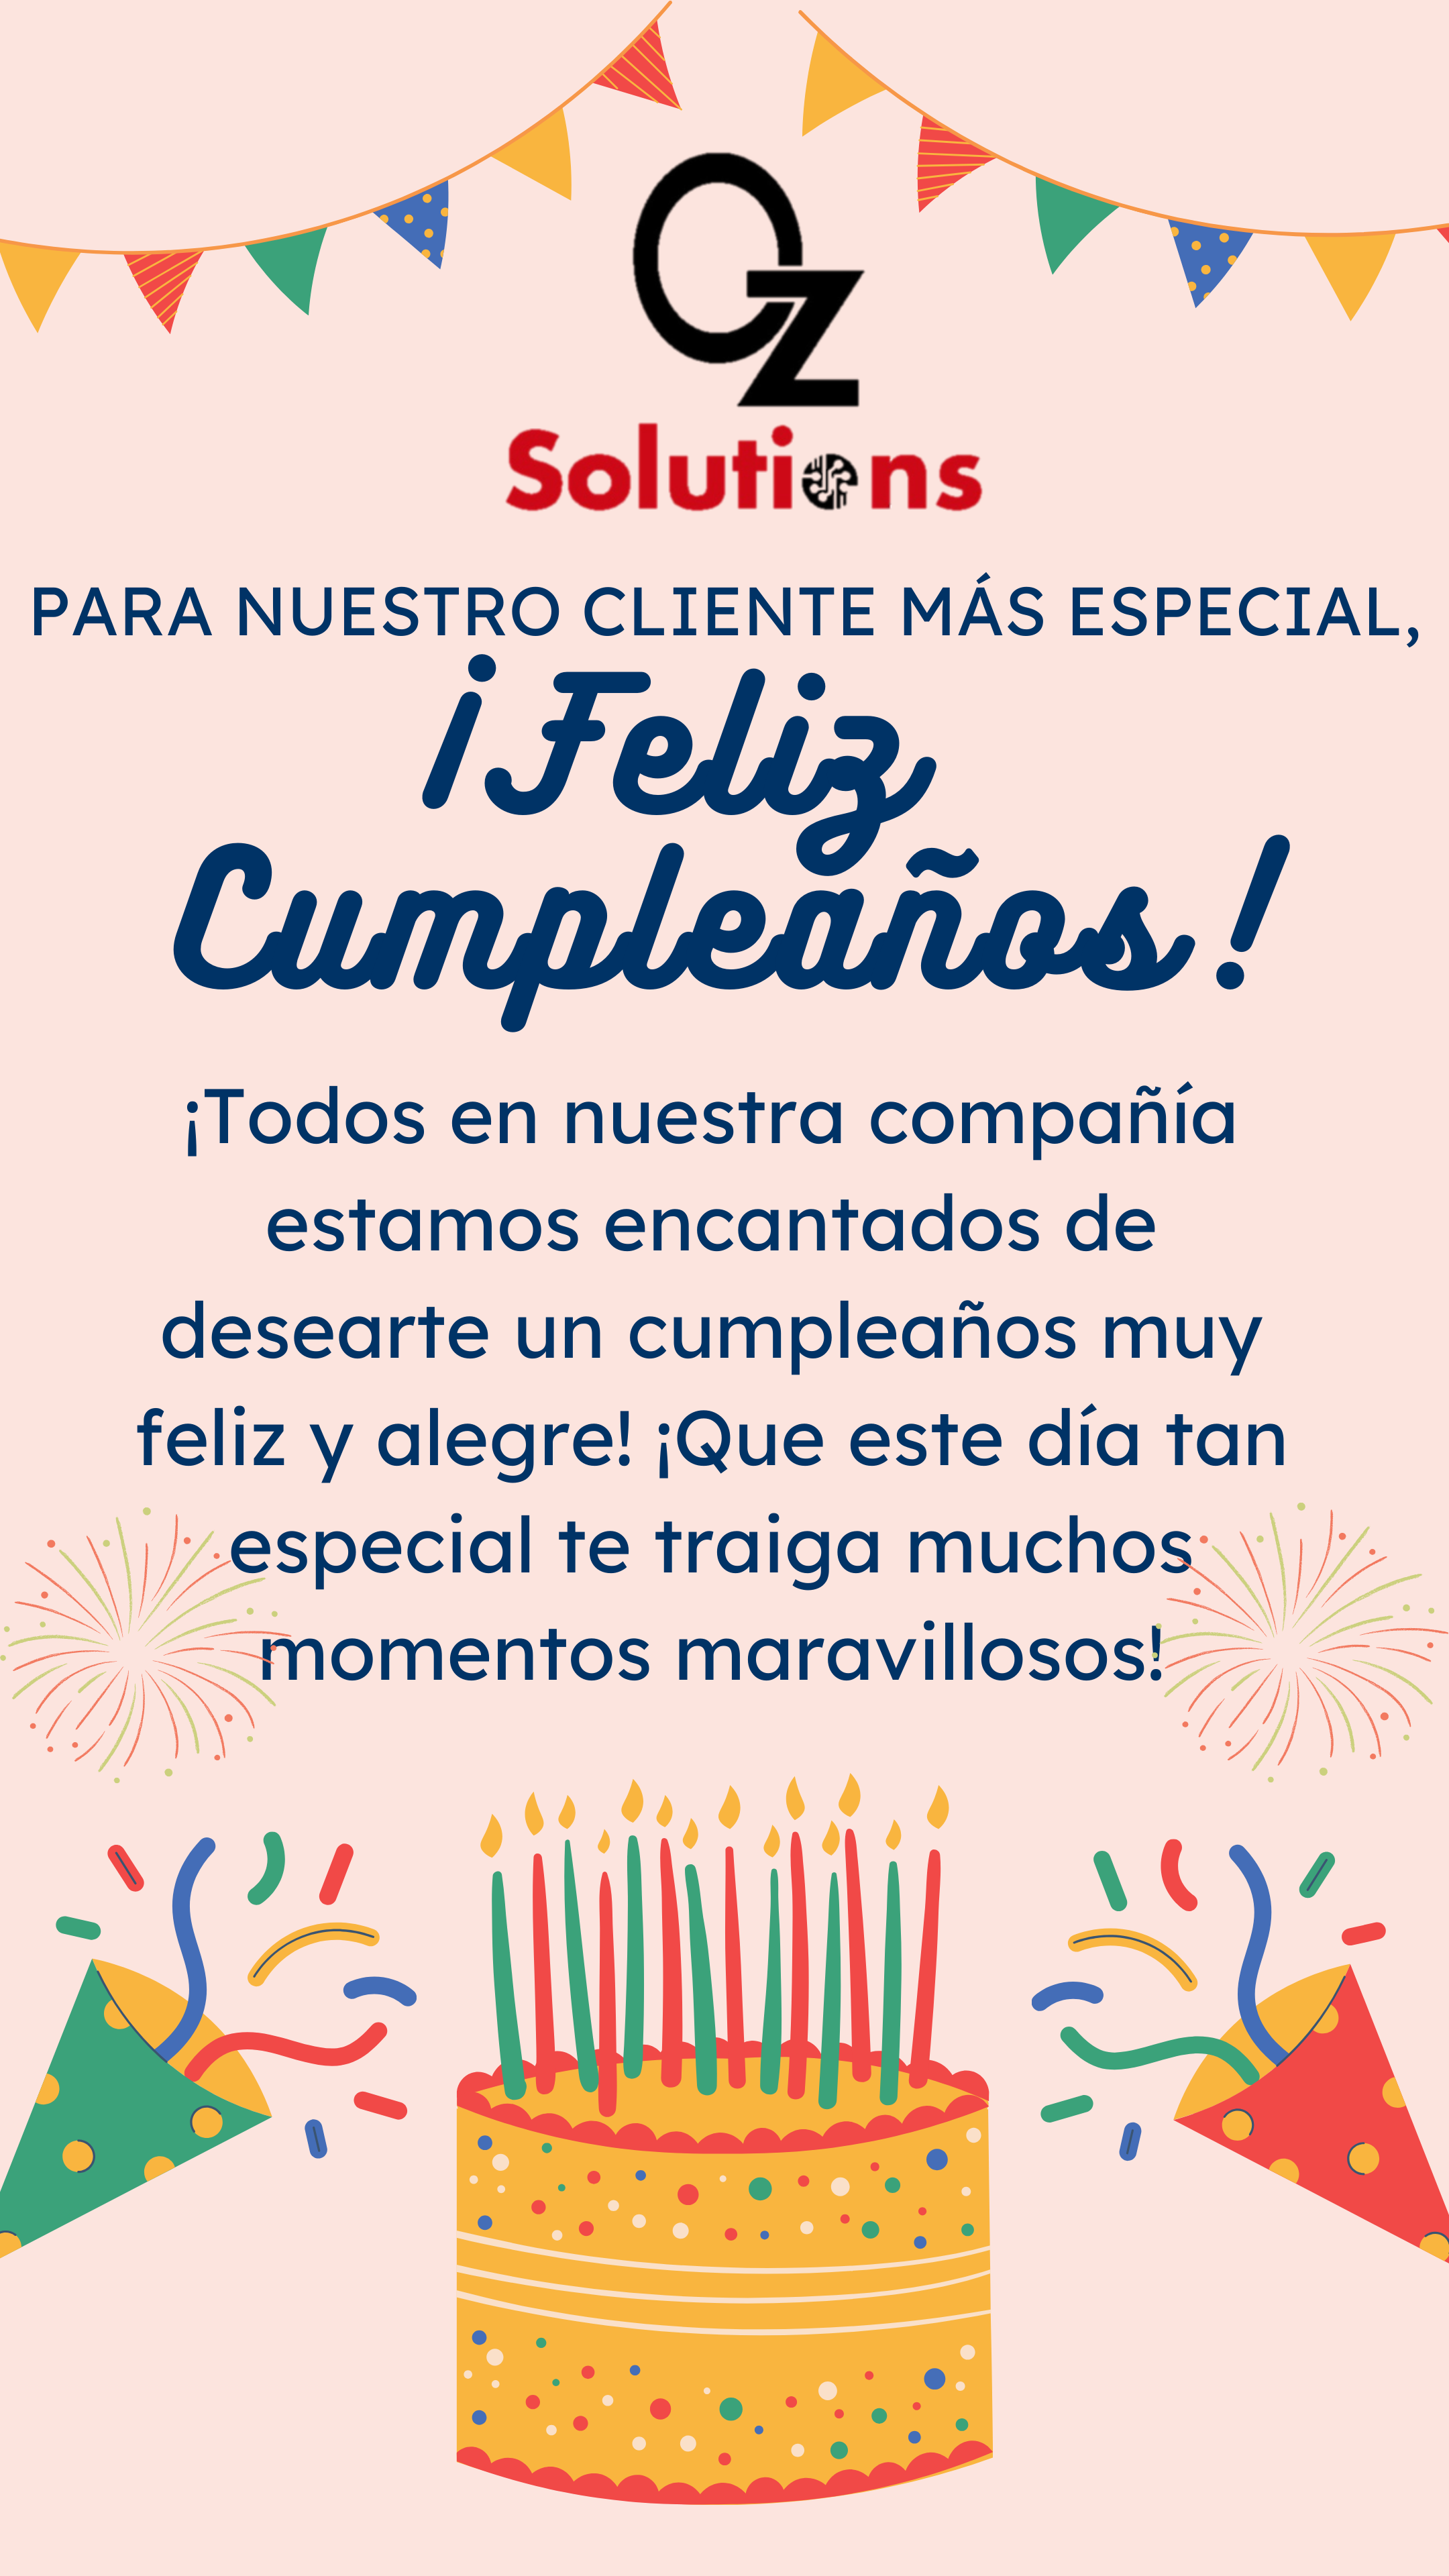 Oz
Solutions
PARA NUESTRO CLIENTE MÁS ESPECIAL,
¡Feliz
Cumpleaños!
¡Todos en nuestra compañía
estamos encantados de
desearte un cumpleaños muy
feliz y alegre! ¡Que este día tan
especial te traiga muchos
momentos maravillosos!